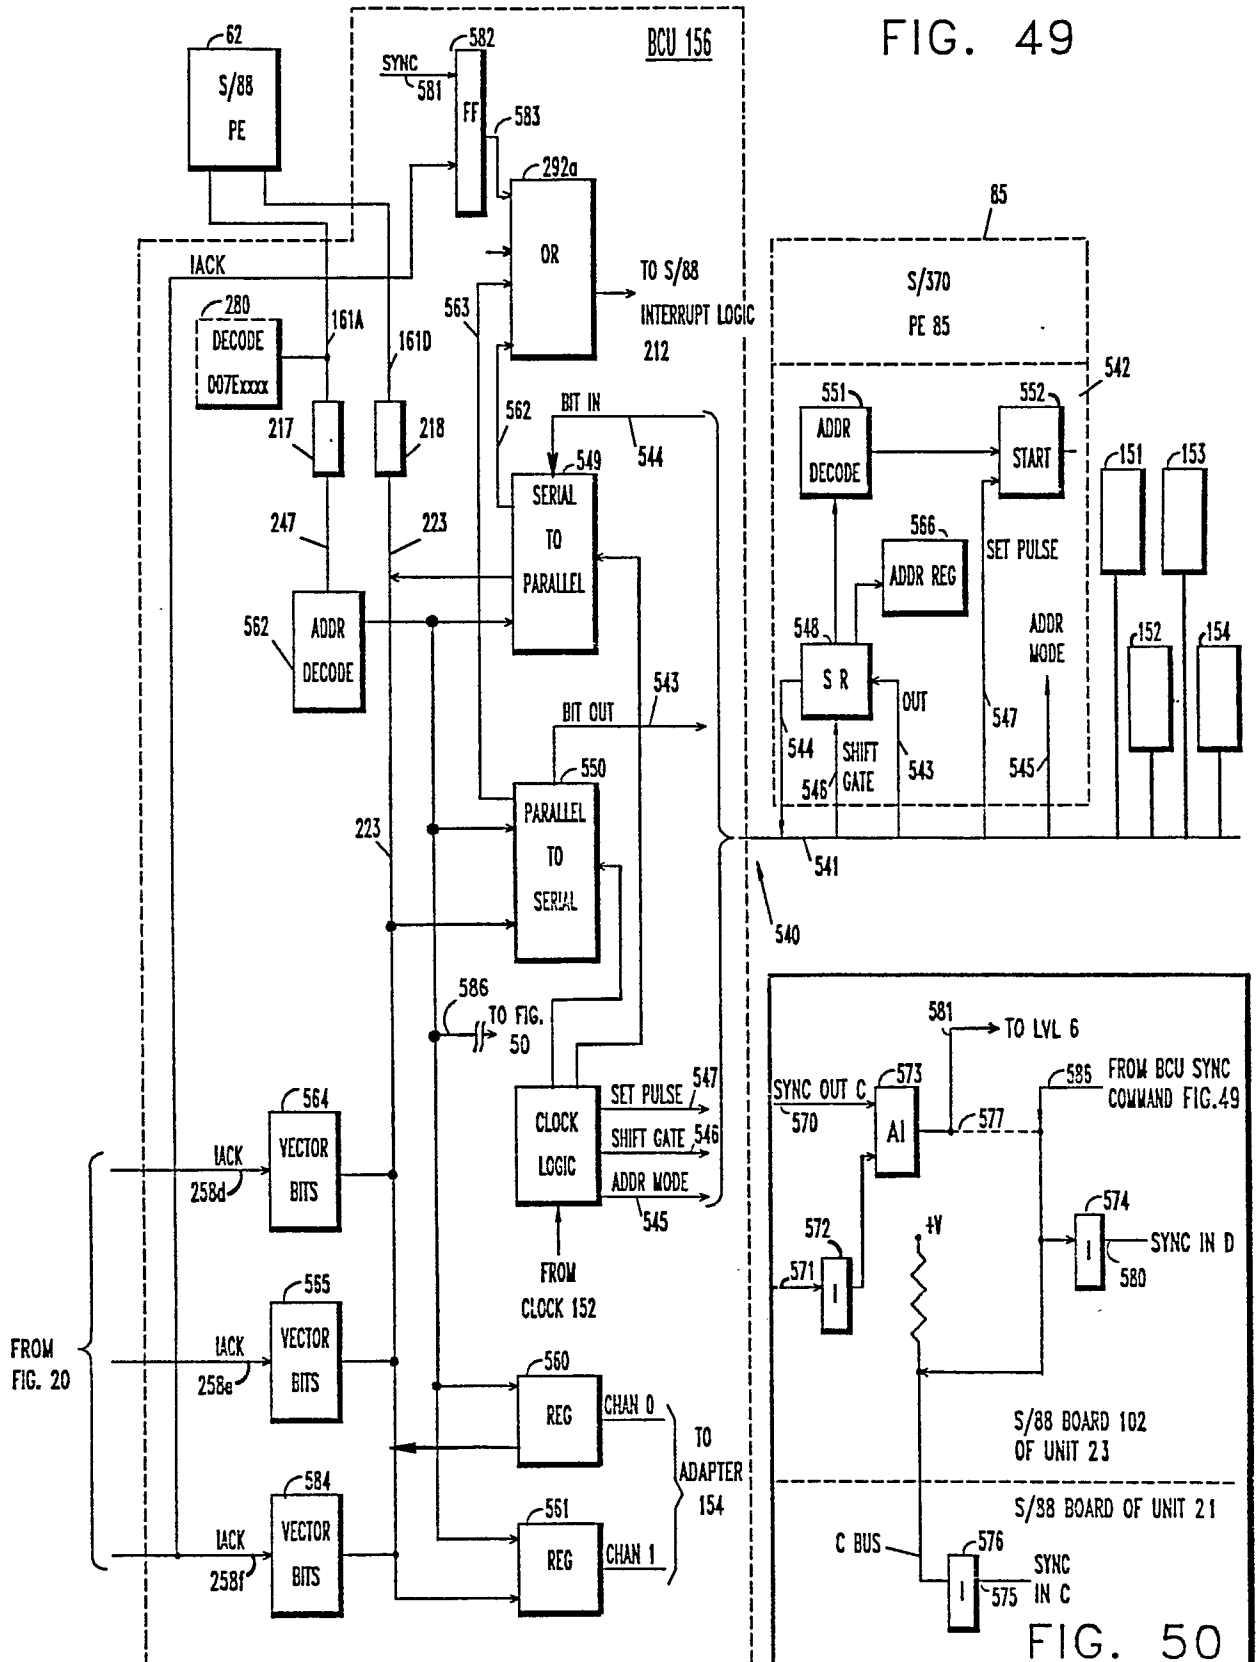 FIG. 49
BCU 156
62
S/88
PE
SYNC
581
582
FF
583
292a
OR
TO S/88
INTERRUPT LOGIC
212
IACK
280
DECODE
007Exxxx
161A
161D
563
217
218
562
BIT IN
544
549
SERIAL
TO
PARALLEL
247
223
562
ADDR
DECODE
BIT OUT
543
550
PARALLEL
TO
SERIAL
223
586
TO FIG.
50
CLOCK
LOGIC
SET PULSE
547
SHIFT GATE
546
ADDR MODE
545
FROM
CLOCK 152
564
VECTOR
BITS
IACK
258d
565
VECTOR
BITS
IACK
258e
FROM
FIG. 20
584
VECTOR
BITS
IACK
258f
560
REG
CHAN 0
561
REG
CHAN 1
TO
ADAPTER
154
85
S/370
PE 85
542
551
ADDR
DECODE
552
START
566
ADDR REG
SET PULSE
548
S R
ADDR
MODE
OUT
544
546
SHIFT
GATE
543
547
545
151
153
152
154
541
540
581
TO LVL 6
SYNC OUT C
570
573
AI
577
586
FROM BCU SYNC
COMMAND FIG.49
571
572
I
+V
574
I
SYNC IN D
580
S/88 BOARD 102
OF UNIT 23
S/88 BOARD OF UNIT 21
C BUS
576
I
SYNC
IN C
575
FIG. 50